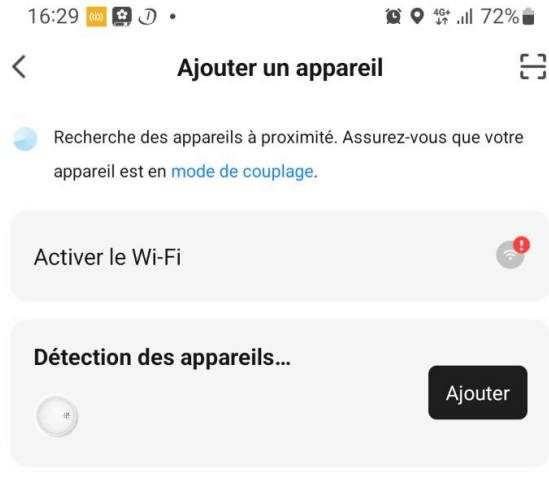 16:29 4G+ 72%
Ajouter un appareil
Recherche des appareils à proximité. Assurez-vous que votre
appareil est en mode de couplage.
Activer le Wi-Fi
Détection des appareils...
Ajouter